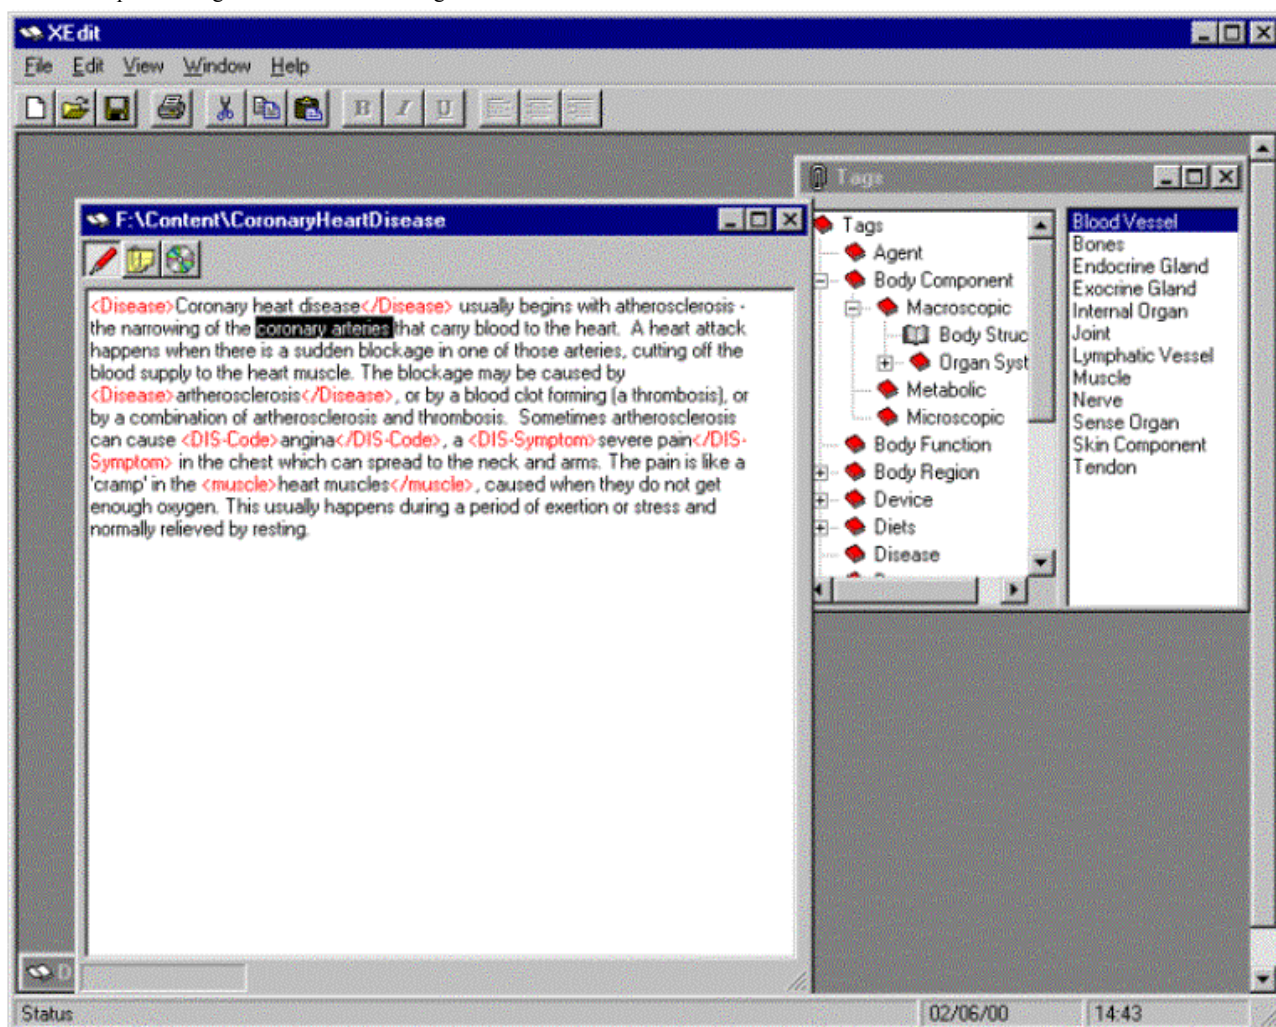 XEdit
File Edit View Window Help
B I U
Tags
F:\Content\CoronaryHeartDisease
<Disease>Coronary heart disease</Disease> usually begins with atherosclerosis -
the narrowing of the coronary arteries that carry blood to the heart. A heart attack
happens when there is a sudden blockage in one of those arteries, cutting off the
blood supply to the heart muscle. The blockage may be caused by
<Disease>artherosclerosis</Disease>, or by a blood clot forming (a thrombosis), or
by a combination of artherosclerosis and thrombosis. Sometimes artherosclerosis
can cause <DIS-Code>angina</DIS-Code>, a <DIS-Symptom>severe pain</DIS-
Symptom> in the chest which can spread to the neck and arms. The pain is like a
'cramp' in the <muscle>heart muscles</muscle>, caused when they do not get
enough oxygen. This usually happens during a period of exertion or stress and
normally relieved by resting.
Tags
Agent
Body Component
Macroscopic
Body Struc
Organ Syst
Metabolic
Microscopic
Body Function
Body Region
Device
Diets
Disease
Blood Vessel
Bones
Endocrine Gland
Exocrine Gland
Internal Organ
Joint
Lymphatic Vessel
Muscle
Nerve
Sense Organ
Skin Component
Tendon
D
Status
02/06/00
14:43